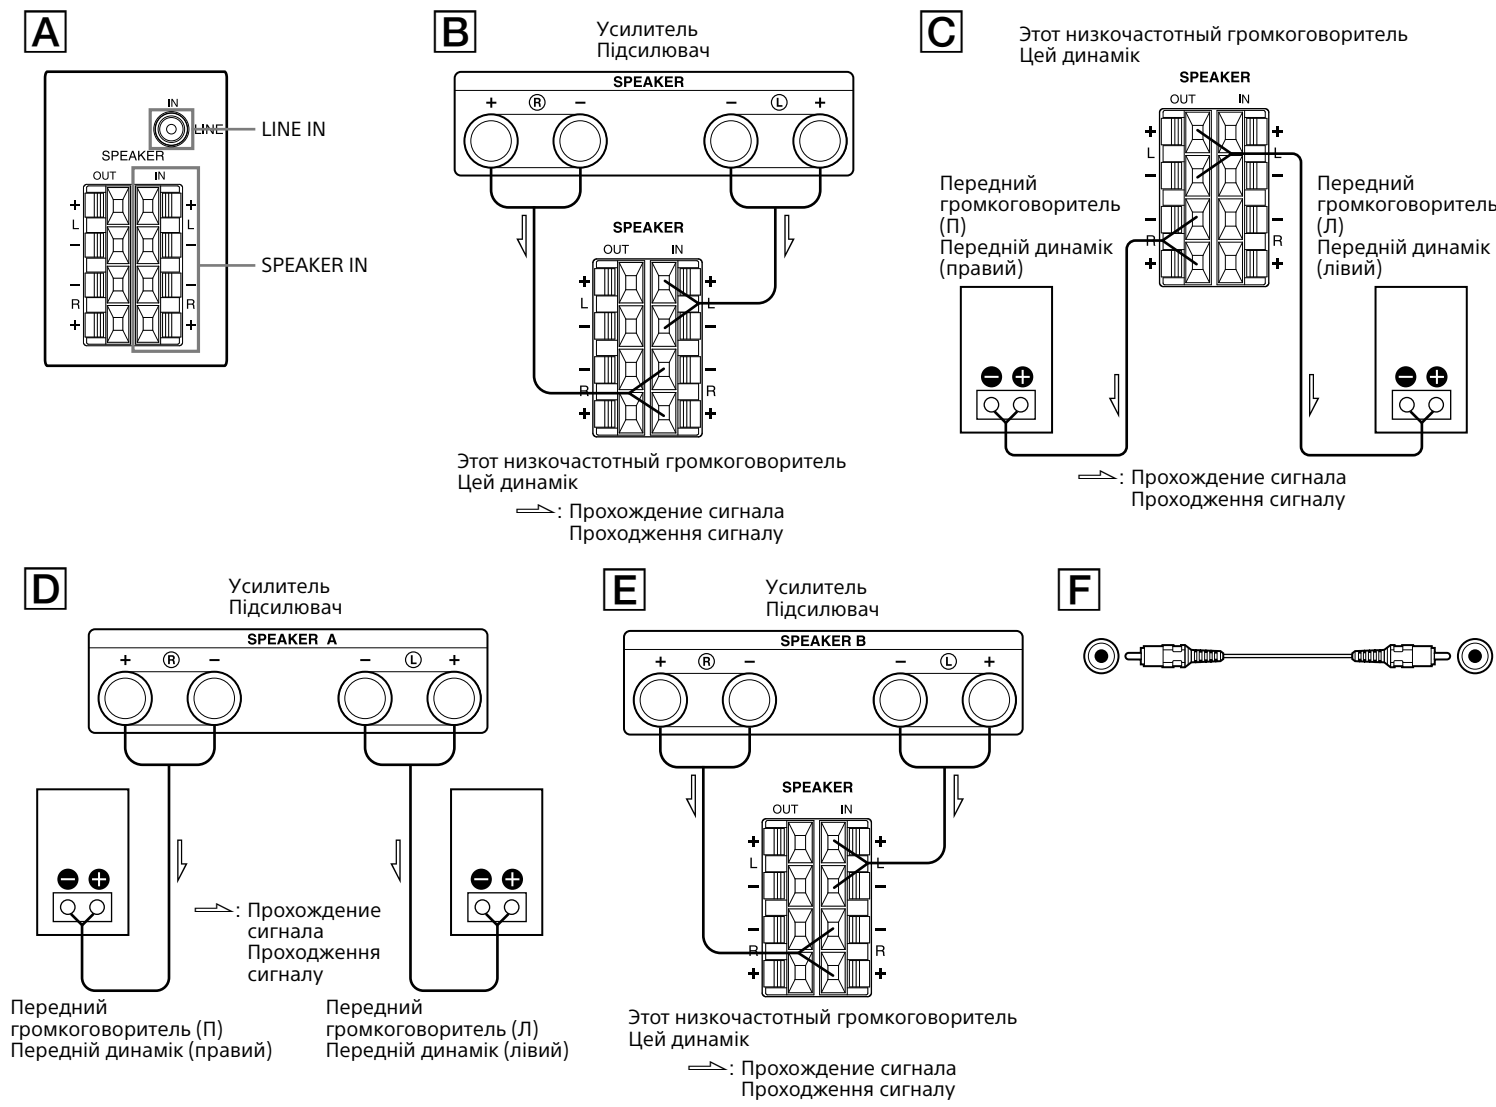 A
IN
LINE
LINE IN
SPEAKER
OUT IN
+ +
L L
− −
SPEAKER IN
− −
R R
+ +
B
Усилитель
Підсилювач
SPEAKER
+ R − − L +
SPEAKER
OUT IN
+ +
L L
− −
− −
R R
+ +
Этот низкочастотный громкоговоритель
Цей динамік
: Прохождение сигнала
Проходження сигналу
C
Этот низкочастотный громкоговоритель
Цей динамік
SPEAKER
OUT IN
+ +
L L
− −
− −
R R
+ +
Передний
громкоговоритель
(П)
Передній динамік
(правий)
Передний
громкоговоритель
(Л)
Передній динамік
(лівий)
− +
− +
: Прохождение сигнала
Проходження сигналу
D
Усилитель
Підсилювач
SPEAKER A
+ R − − L +
− +
− +
: Прохождение
сигнала
Проходження
сигналу
Передний
громкоговоритель (П)
Передній динамік (правий)
Передний
громкоговоритель (Л)
Передній динамік (лівий)
E
Усилитель
Підсилювач
SPEAKER B
+ R − − L +
SPEAKER
OUT IN
+ +
L L
− −
− −
R R
+ +
Этот низкочастотный громкоговоритель
Цей динамік
: Прохождение сигнала
Проходження сигналу
F